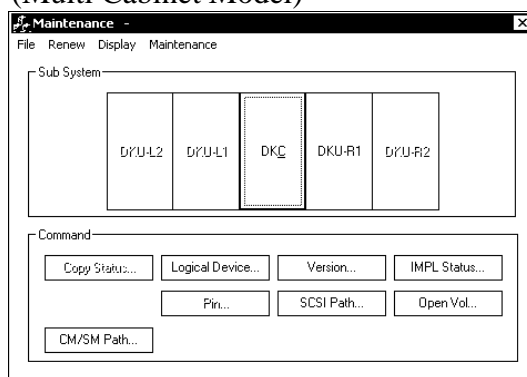 (Multi Cabinet Model)
Maintenance -
File Renew Display Maintenance
Sub System
DKU-L2 DKU-L1 DKC DKU-R1 DKU-R2
Command
Copy Status... Logical Device... Version... IMPL Status...
Pin... SCSI Path... Open Vol...
CM/SM Path...